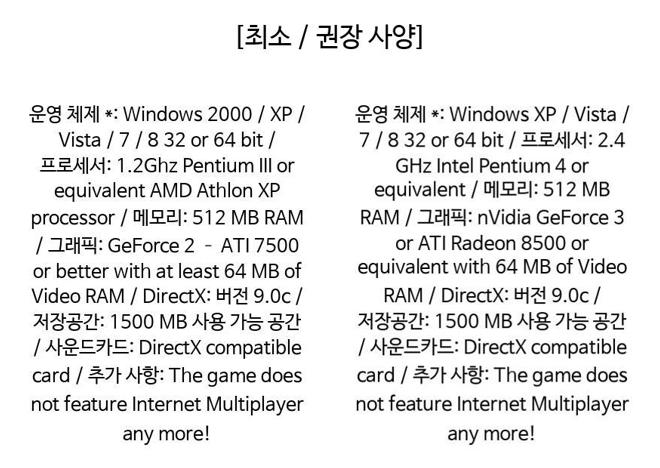 [최소 / 권장 사양]
운영 체제 *: Windows 2000 / XP /
Vista / 7 / 8 32 or 64 bit /
프로세서: 1.2Ghz Pentium III or
equivalent AMD Athlon XP
processor / 메모리: 512 MB RAM
/ 그래픽: GeForce 2 - ATI 7500
or better with at least 64 MB of
Video RAM / DirectX: 버전 9.0c /
저장공간: 1500 MB 사용 가능 공간
/ 사운드카드: DirectX compatible
card / 추가 사항: The game does
not feature Internet Multiplayer
any more!
운영 체제 *: Windows XP / Vista /
7 / 8 32 or 64 bit / 프로세서: 2.4
GHz Intel Pentium 4 or
equivalent / 메모리: 512 MB
RAM / 그래픽: nVidia GeForce 3
or ATI Radeon 8500 or
equivalent with 64 MB of Video
RAM / DirectX: 버전 9.0c /
저장공간: 1500 MB 사용 가능 공간
/ 사운드카드: DirectX compatible
card / 추가 사항: The game does
not feature Internet Multiplayer
any more!